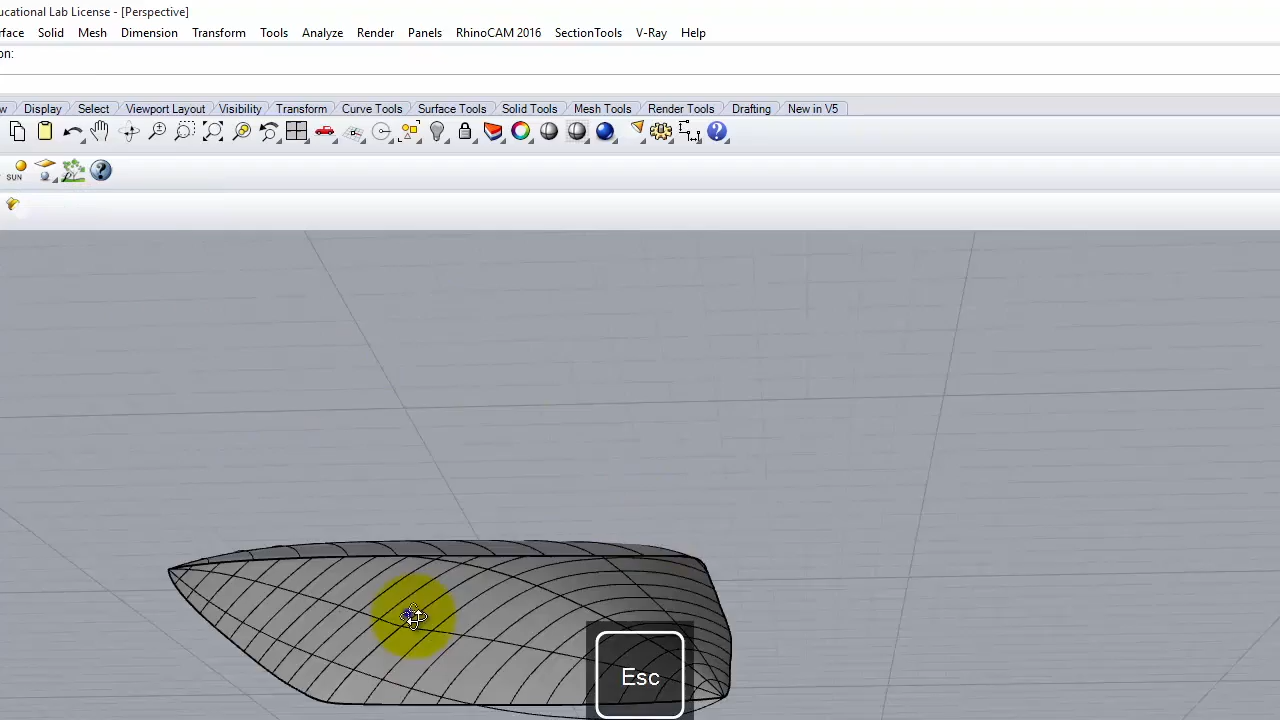 ucational Lab License - [Perspective]
rface Solid Mesh Dimension Transform Tools Analyze Render Panels RhinoCAM 2016 SectionTools V-Ray Help
on:
w Display Select Viewport Layout Visibility Transform Curve Tools Surface Tools Solid Tools Mesh Tools Render Tools Drafting New in V5
SUN
Esc